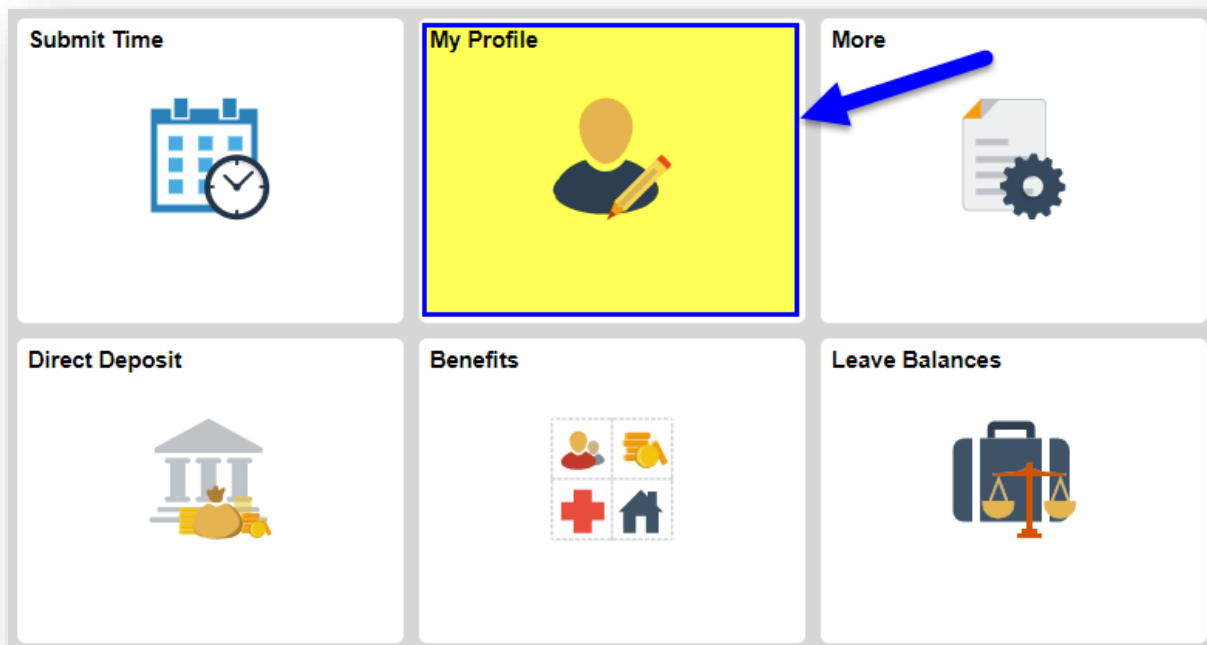 Submit Time
My Profile
More
Direct Deposit
Benefits
Leave Balances